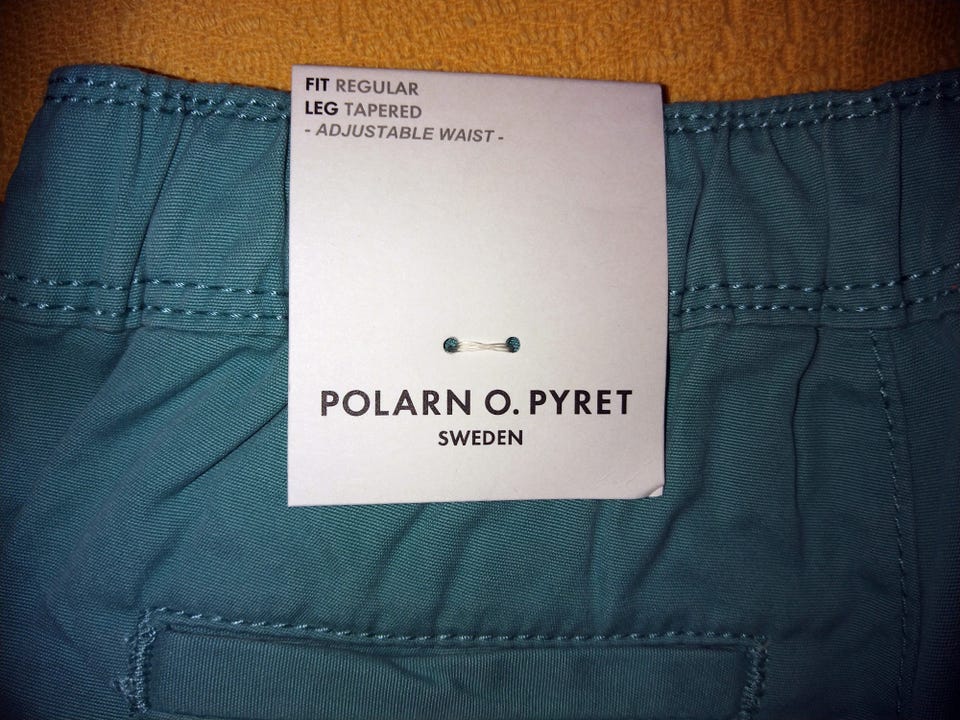 FIT REGULAR
LEG TAPERED
- ADJUSTABLE WAIST -
POLARN O. PYRET
SWEDEN